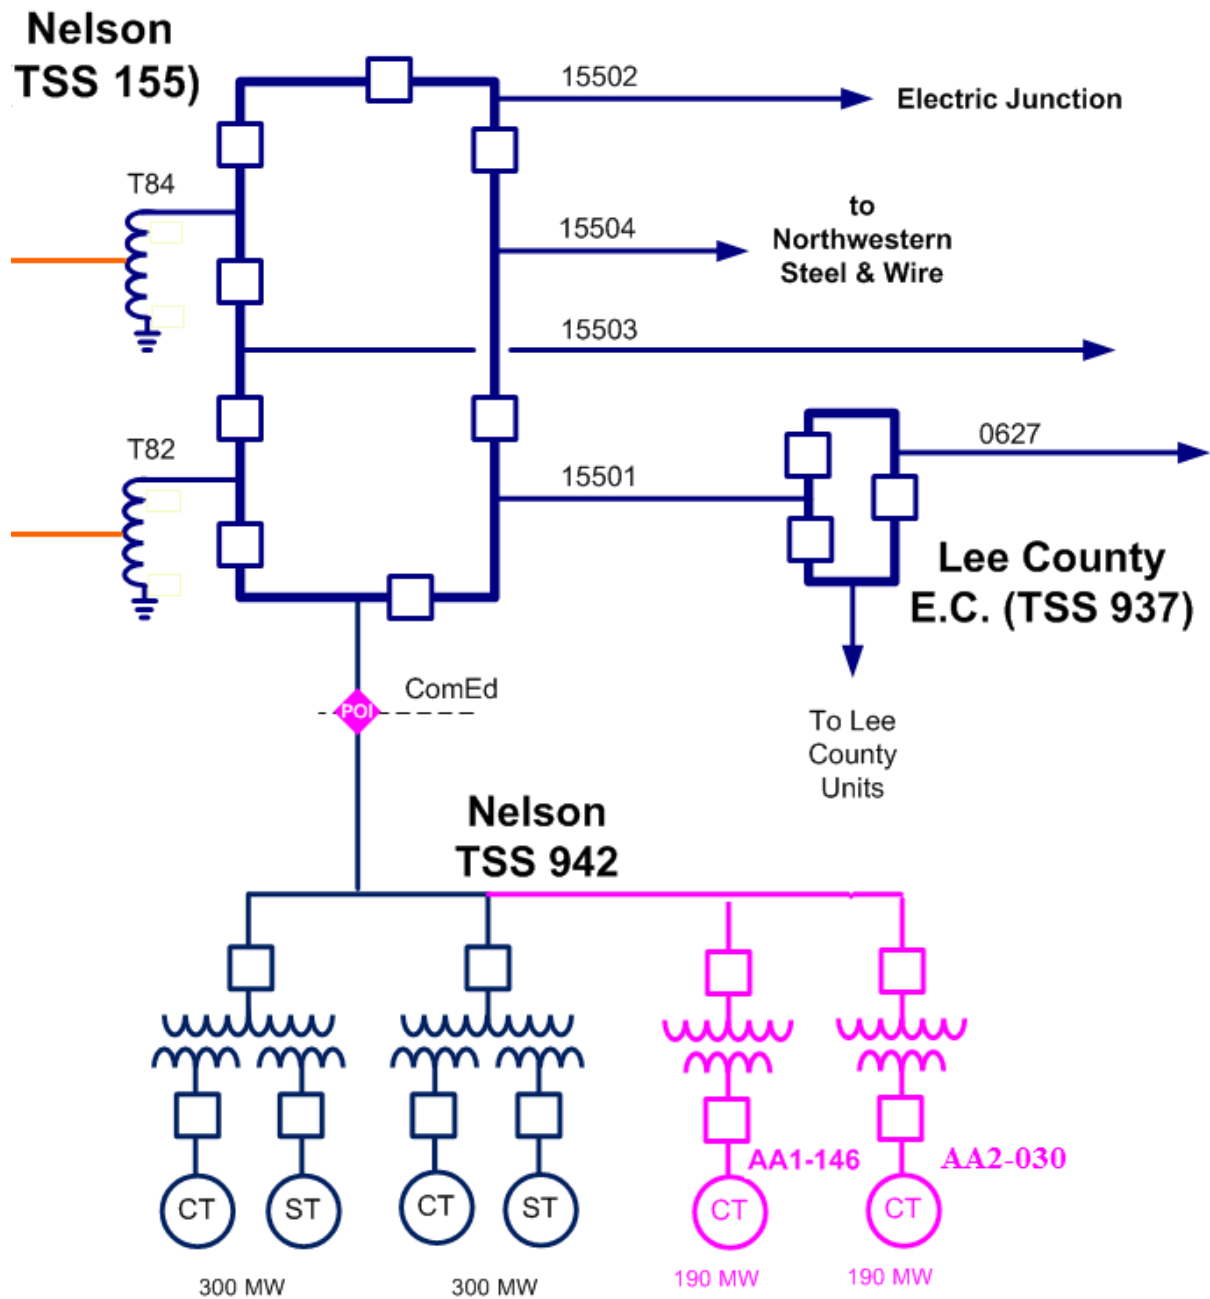 Nelson
TSS 155)
15502
Electric Junction
T84
to
Northwestern
Steel & Wire
15504
15503
T82
0627
15501
Lee County
E.C. (TSS 937)
ComEd
POI
To Lee
County
Units
Nelson
TSS 942
AA1-146
AA2-030
CT
ST
CT
ST
CT
CT
300 MW
300 MW
190 MW
190 MW